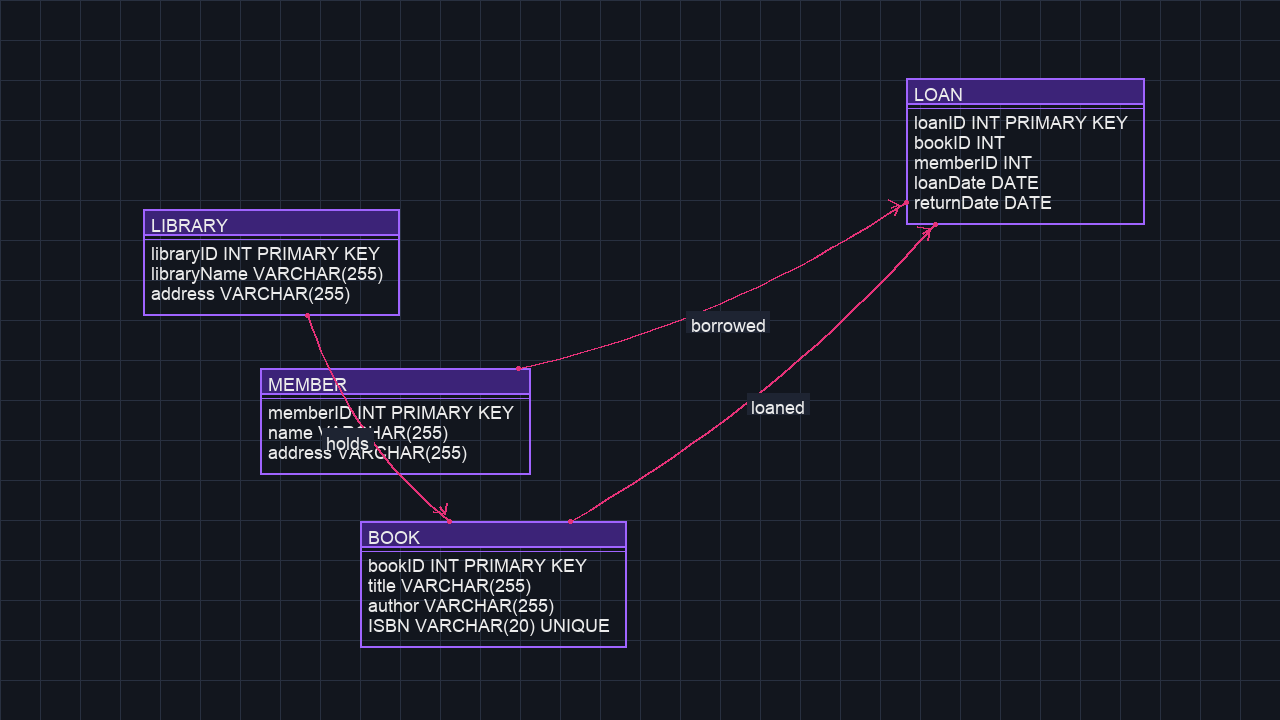 LOAN
loanID INT PRIMARY KEY
bookID INT
memberID INT
loanDate DATE
returnDate DATE
LIBRARY
libraryID INT PRIMARY KEY
libraryName VARCHAR(255)
address VARCHAR(255)
borrowed
MEMBER
memberID INT PRIMARY KEY
name VARCHAR(255)
address VARCHAR(255)
holds
loaned
BOOK
bookID INT PRIMARY KEY
title VARCHAR(255)
author VARCHAR(255)
ISBN VARCHAR(20) UNIQUE